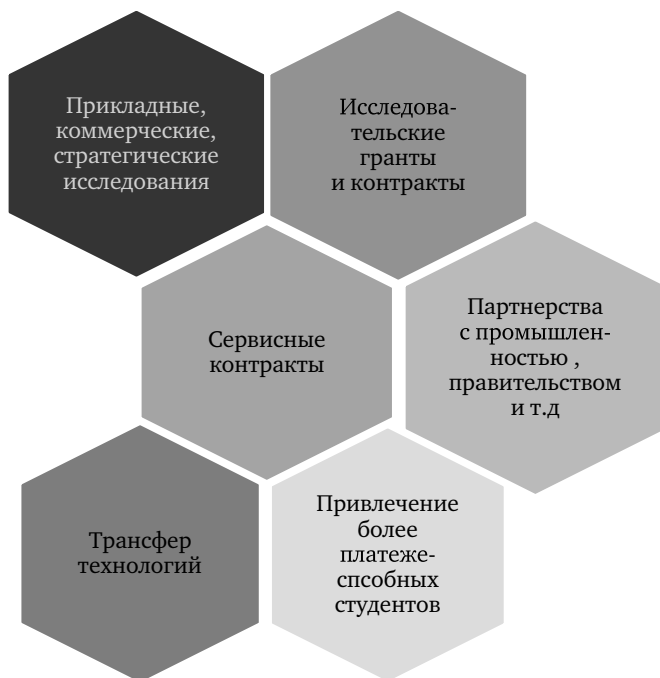 Прикладные,
коммерческие,
стратегические
исследования
Исследова-
тельские
гранты
и контракты
Сервисные
контракты
Партнерства
с промышлен-
ностью ,
правительством
и т.д
Трансфер
технологий
Привлечение
более
платеже-
спсобных
студентов